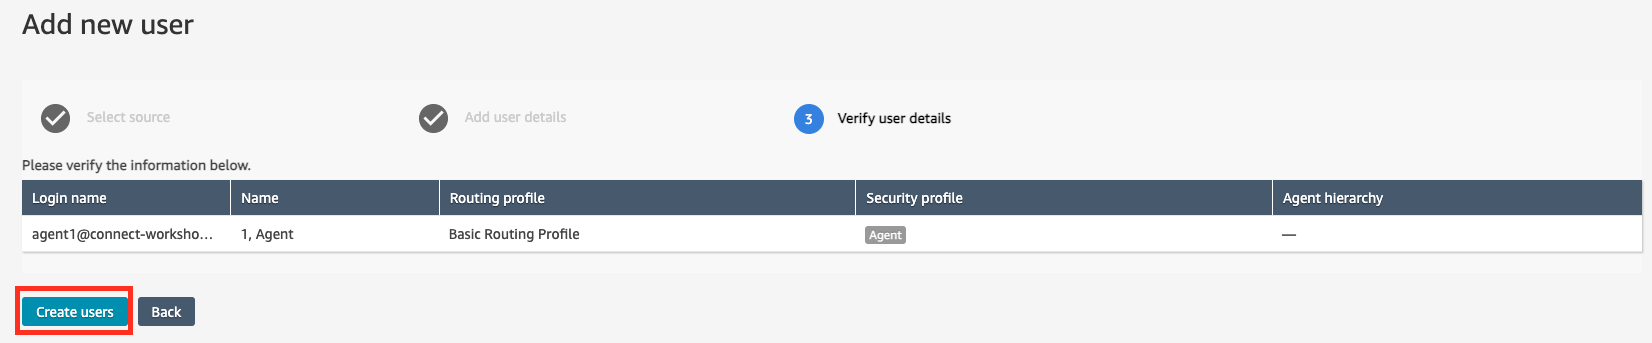 Add new user
Select source Add user details 3 Verify user details
Please verify the information below.
Login name Name Routing profile Security profile Agent hierarchy
agent1@connect-worksho... 1, Agent Basic Routing Profile Agent —
Create users Back